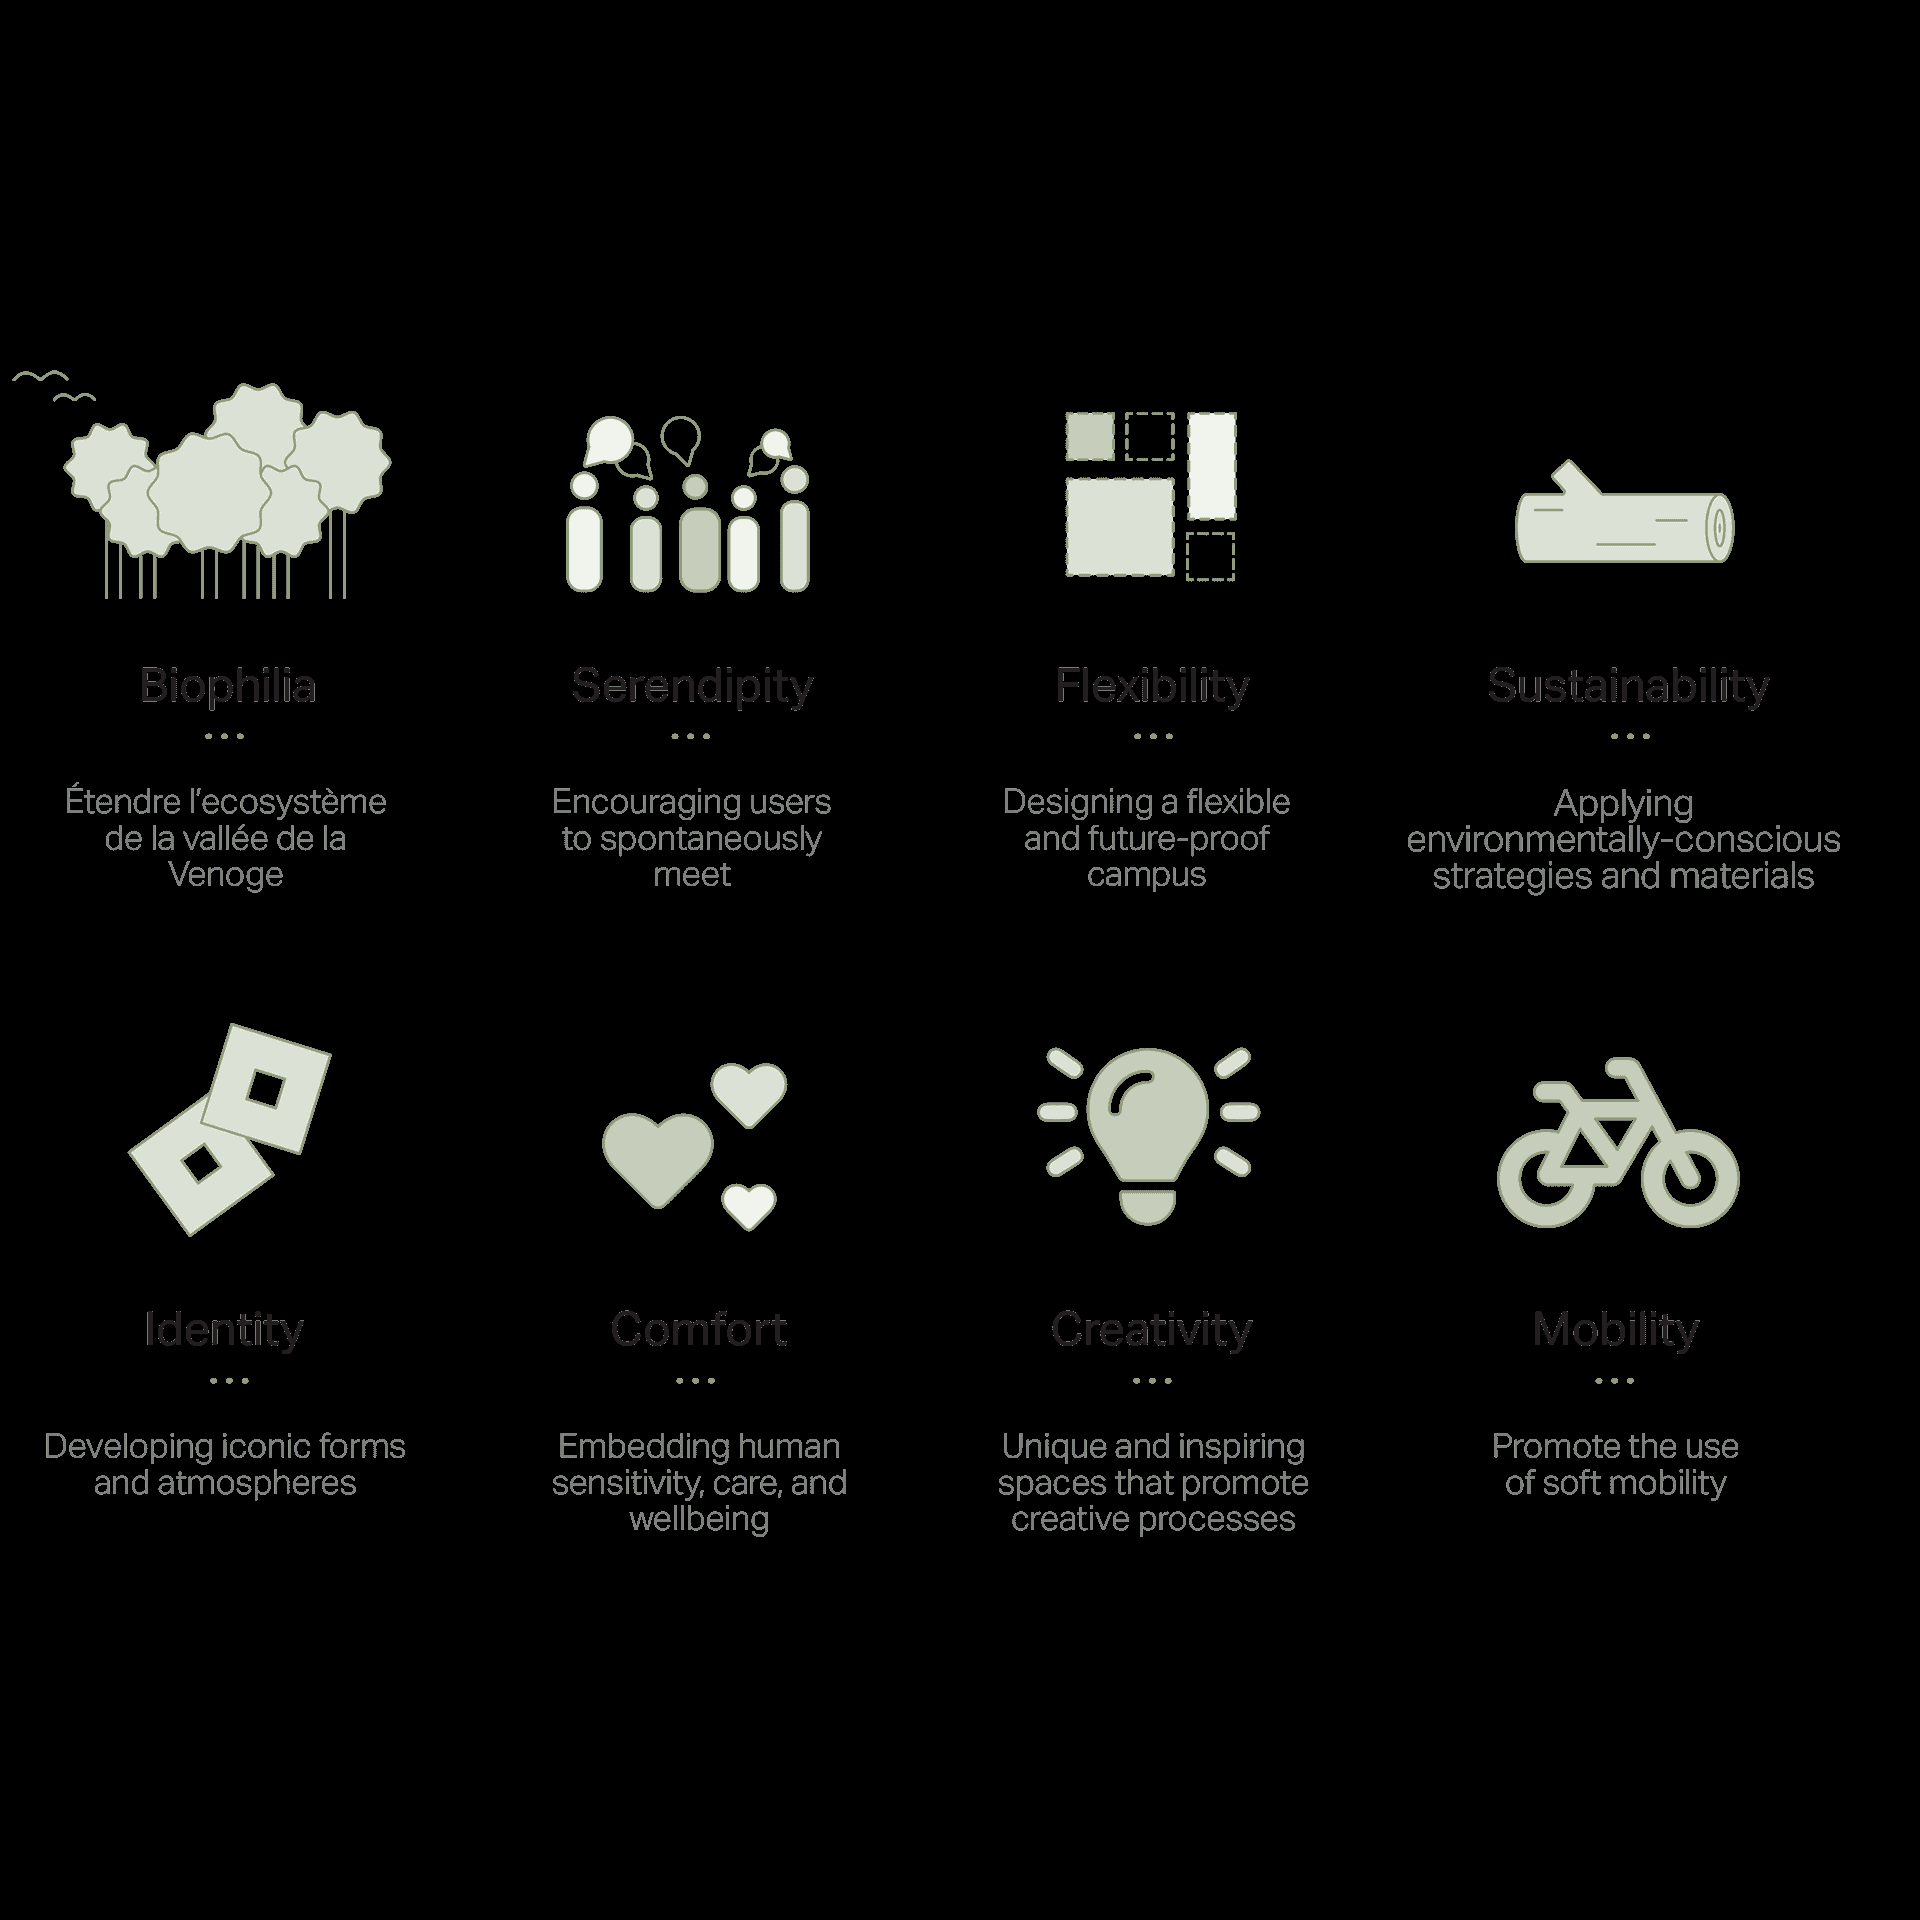 Biophilia
Étendre l'ecosystème
de la vallée de la
Venoge
Serendipity
Encouraging users
to spontaneously
meet
Flexibility
Designing a flexible
and future-proof
campus
Sustainability
Applying
environmentally-conscious
strategies and materials
Identity
Developing iconic forms
and atmospheres
Comfort
Embedding human
sensitivity, care, and
wellbeing
Creativity
Unique and inspiring
spaces that promote
creative processes
Mobility
Promote the use
of soft mobility